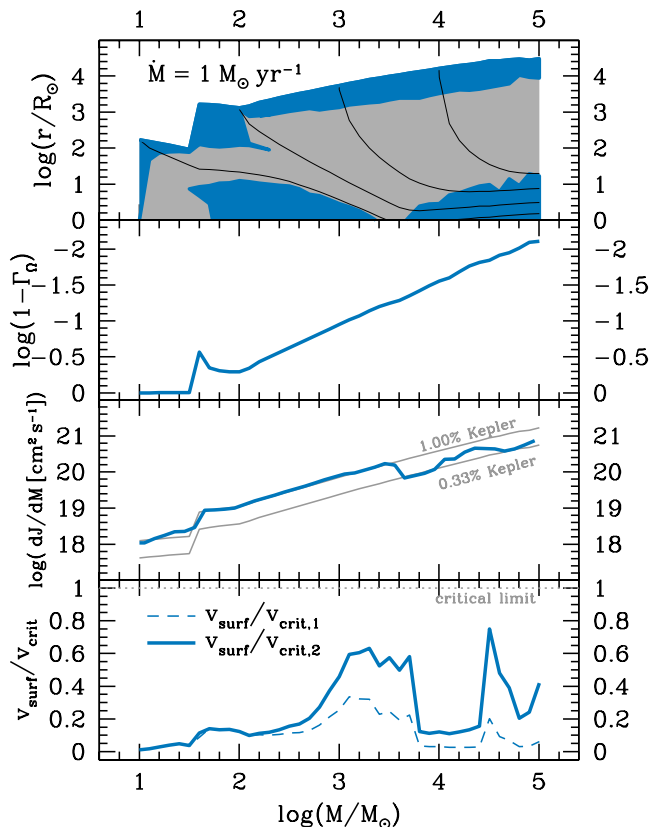 1 2 3 4 5
Ṁ = 1 M⊙ yr⁻¹
log(r/R⊙)
4 3 2 1 0
4 3 2 1 0
log(1−ΓΩ)
−2 −1.5 −1 −0.5 0
−2 −1.5 −1 −0.5 0
log( dJ/dM [cm² s⁻¹])
21 20 19 18
21 20 19 18
1.00% Kepler
0.33% Kepler
v_surf/v_crit
1 0.8 0.6 0.4 0.2 0
1 0.8 0.6 0.4 0.2 0
critical limit
v_surf/v_crit,1
v_surf/v_crit,2
1 2 3 4 5
log(M/M⊙)